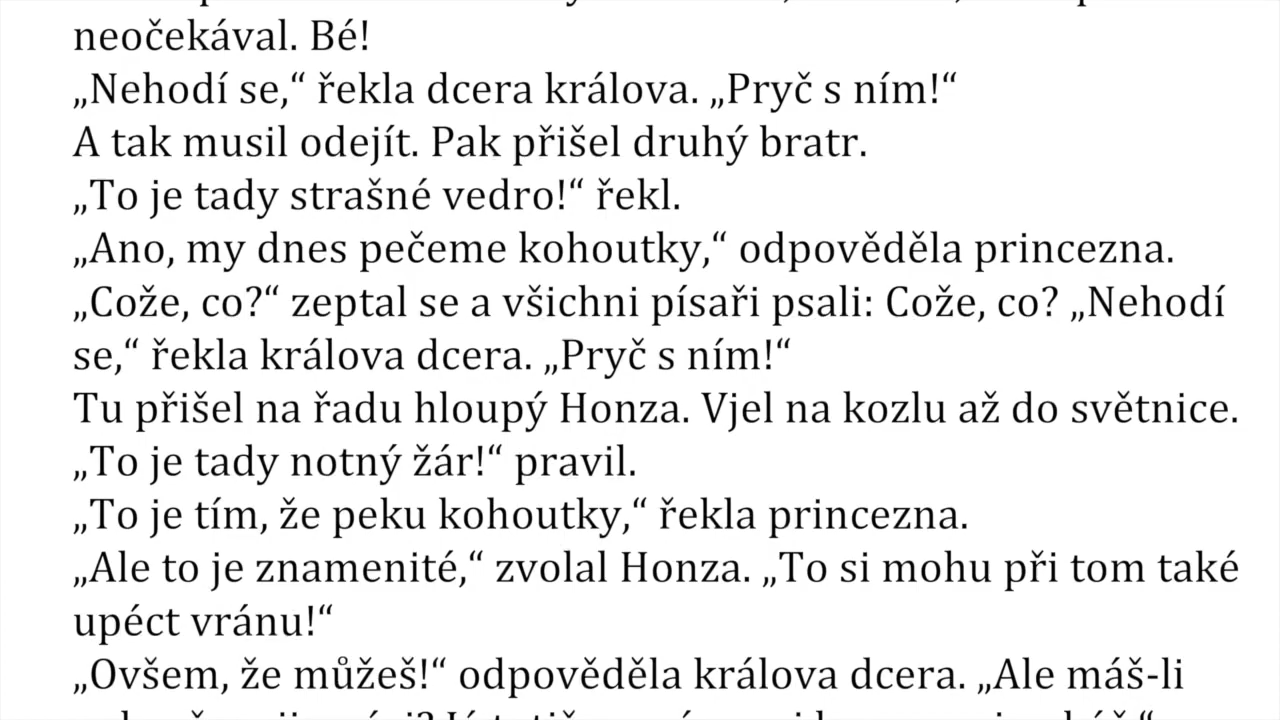 neočekával. Bé!
„Nehodí se,“ řekla dcera králova. „Pryč s ním!“
A tak musil odejít. Pak přišel druhý bratr.
„To je tady strašné vedro!“ řekl.
„Ano, my dnes pečeme kohoutky,“ odpověděla princezna.
„Cože, co?“ zeptal se a všichni písaři psali: Cože, co? „Nehodí
se,“ řekla králova dcera. „Pryč s ním!“
Tu přišel na řadu hloupý Honza. Vjel na kozlu až do světnice.
„To je tady notný žár!“ pravil.
„To je tím, že peku kohoutky,“ řekla princezna.
„Ale to je znamenité,“ zvolal Honza. „To si mohu při tom také
upéct vránu!“
„Ovšem, že můžeš!“ odpověděla králova dcera. „Ale máš-li